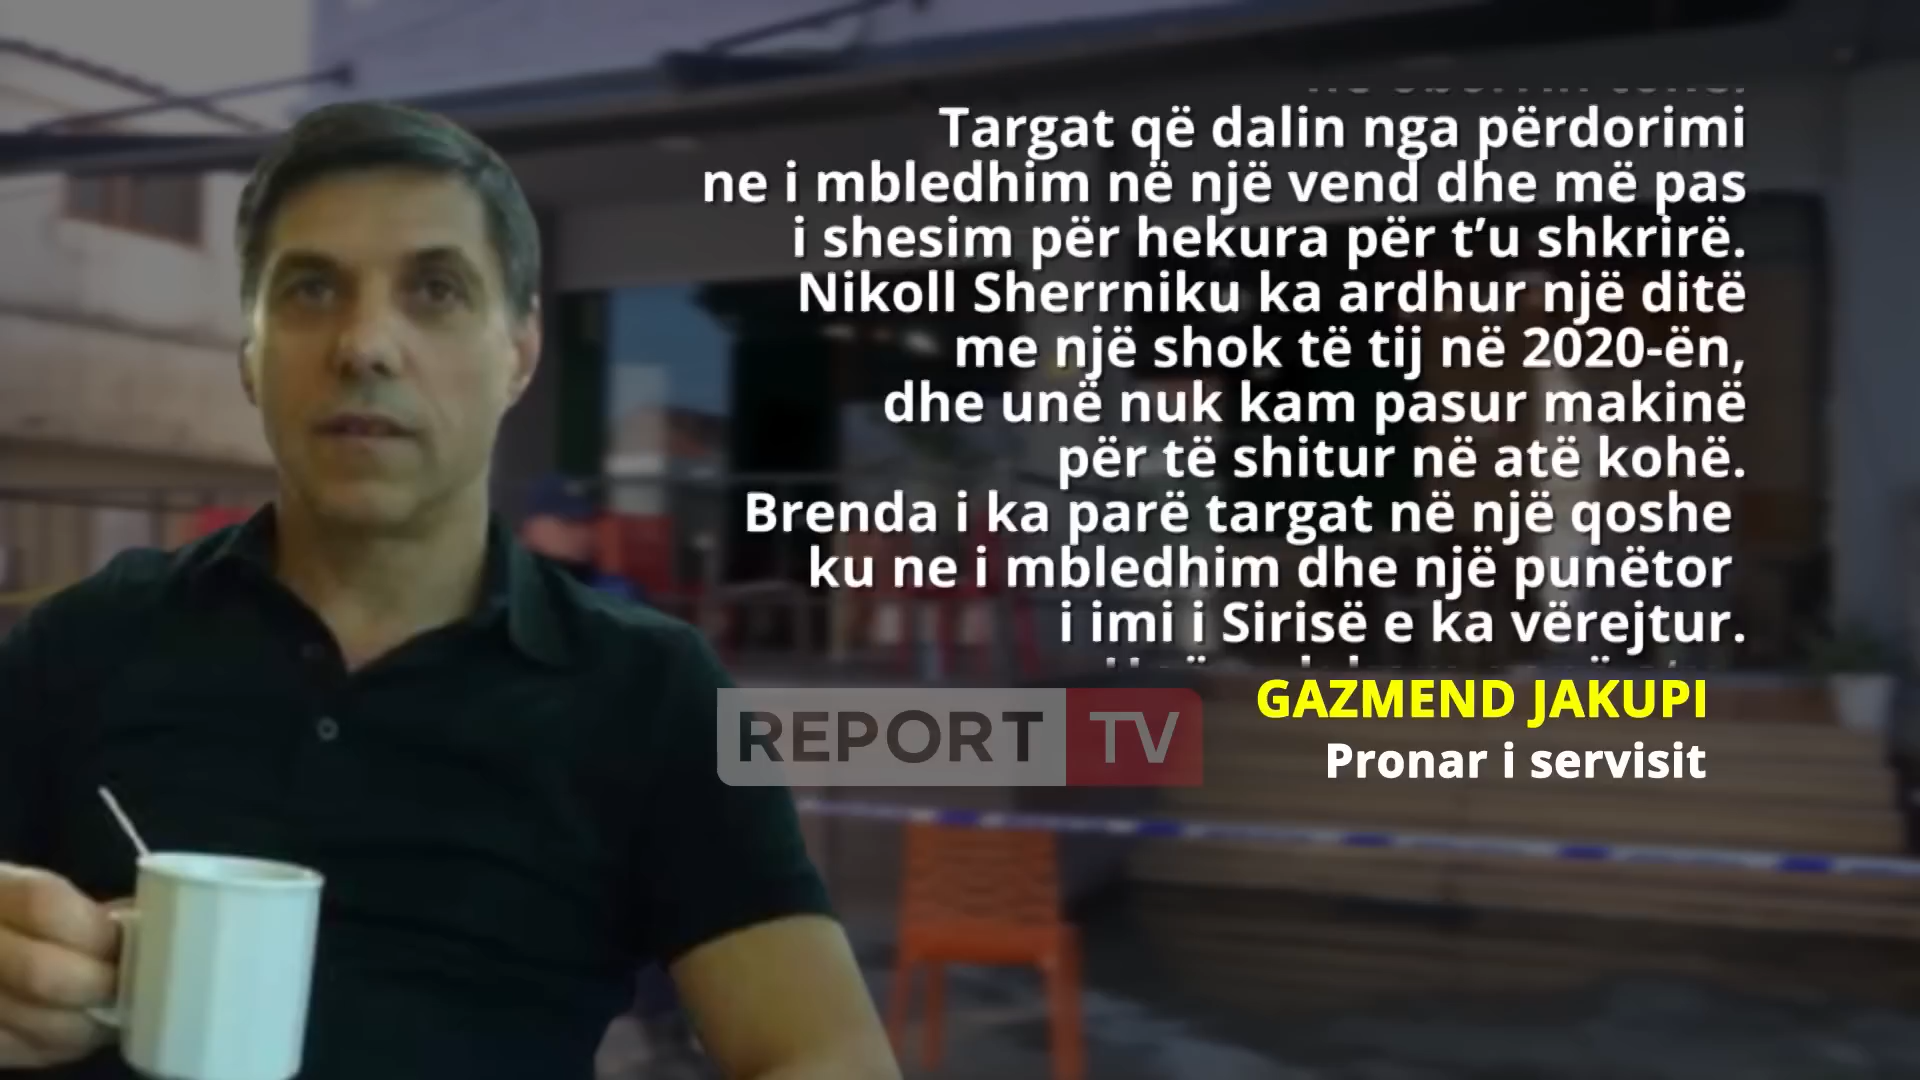 Targat që dalin nga përdorimi
ne i mbledhim në një vend dhe më pas
i shesim për hekura për t’u shkrirë.
Nikoll Sherrniku ka ardhur një ditë
me një shok të tij në 2020-ën,
dhe unë nuk kam pasur makinë
për të shitur në atë kohë.
Brenda i ka parë targat në një qoshe
ku ne i mbledhim dhe një punëtor
i imi i Sirisë e ka vërejtur.
GAZMEND JAKUPI
Pronar i servisit
REPORT TV